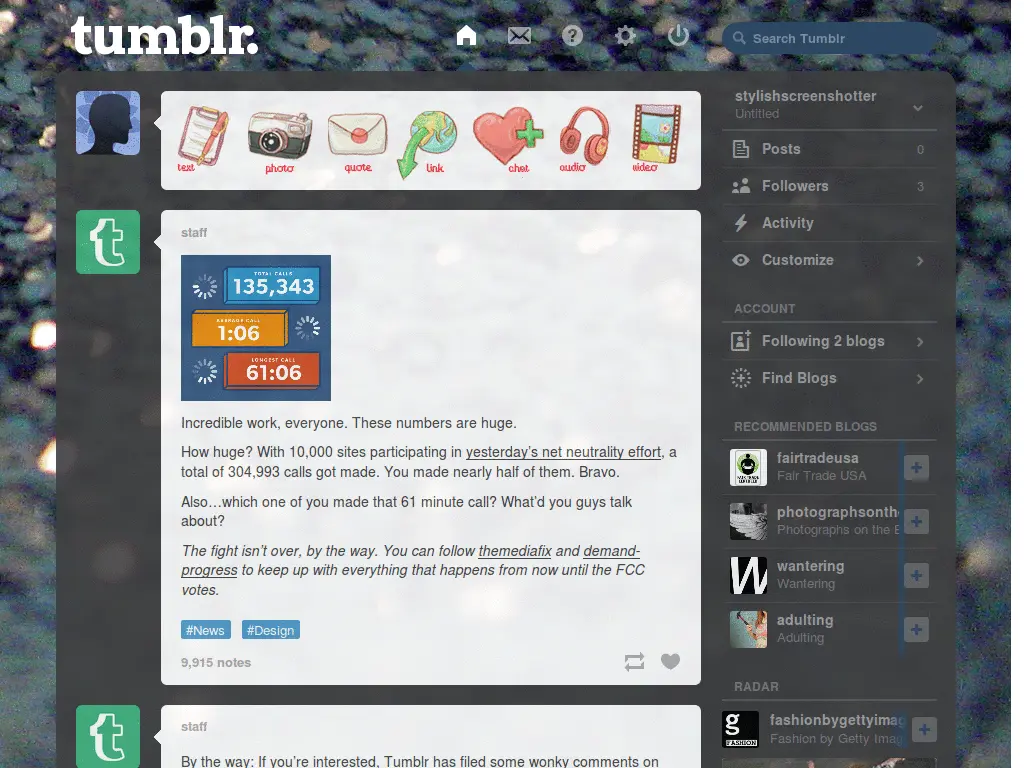 tumblr.
Search Tumblr
text
photo
quote
link
chat
audio
video
staff
TOTAL CALLS
135,343
AVERAGE CALL
1:06
LONGEST CALL
61:06
Incredible work, everyone. These numbers are huge.
How huge? With 10,000 sites participating in yesterday's net neutrality effort, a
total of 304,993 calls got made. You made nearly half of them. Bravo.
Also…which one of you made that 61 minute call? What'd you guys talk
about?
The fight isn't over, by the way. You can follow themediafix and demand-
progress to keep up with everything that happens from now until the FCC
votes.
#News #Design
9,915 notes
staff
By the way: If you're interested, Tumblr has filed some wonky comments on
stylishscreenshotter
Untitled
Posts 0
Followers 3
Activity
Customize
ACCOUNT
Following 2 blogs
Find Blogs
RECOMMENDED BLOGS
fairtradeusa
Fair Trade USA
photographsonth
Photographs on the B
wantering
Wantering
adulting
Adulting
RADAR
g
FASHION
fashionbygettyimag
Fashion by Getty Imag